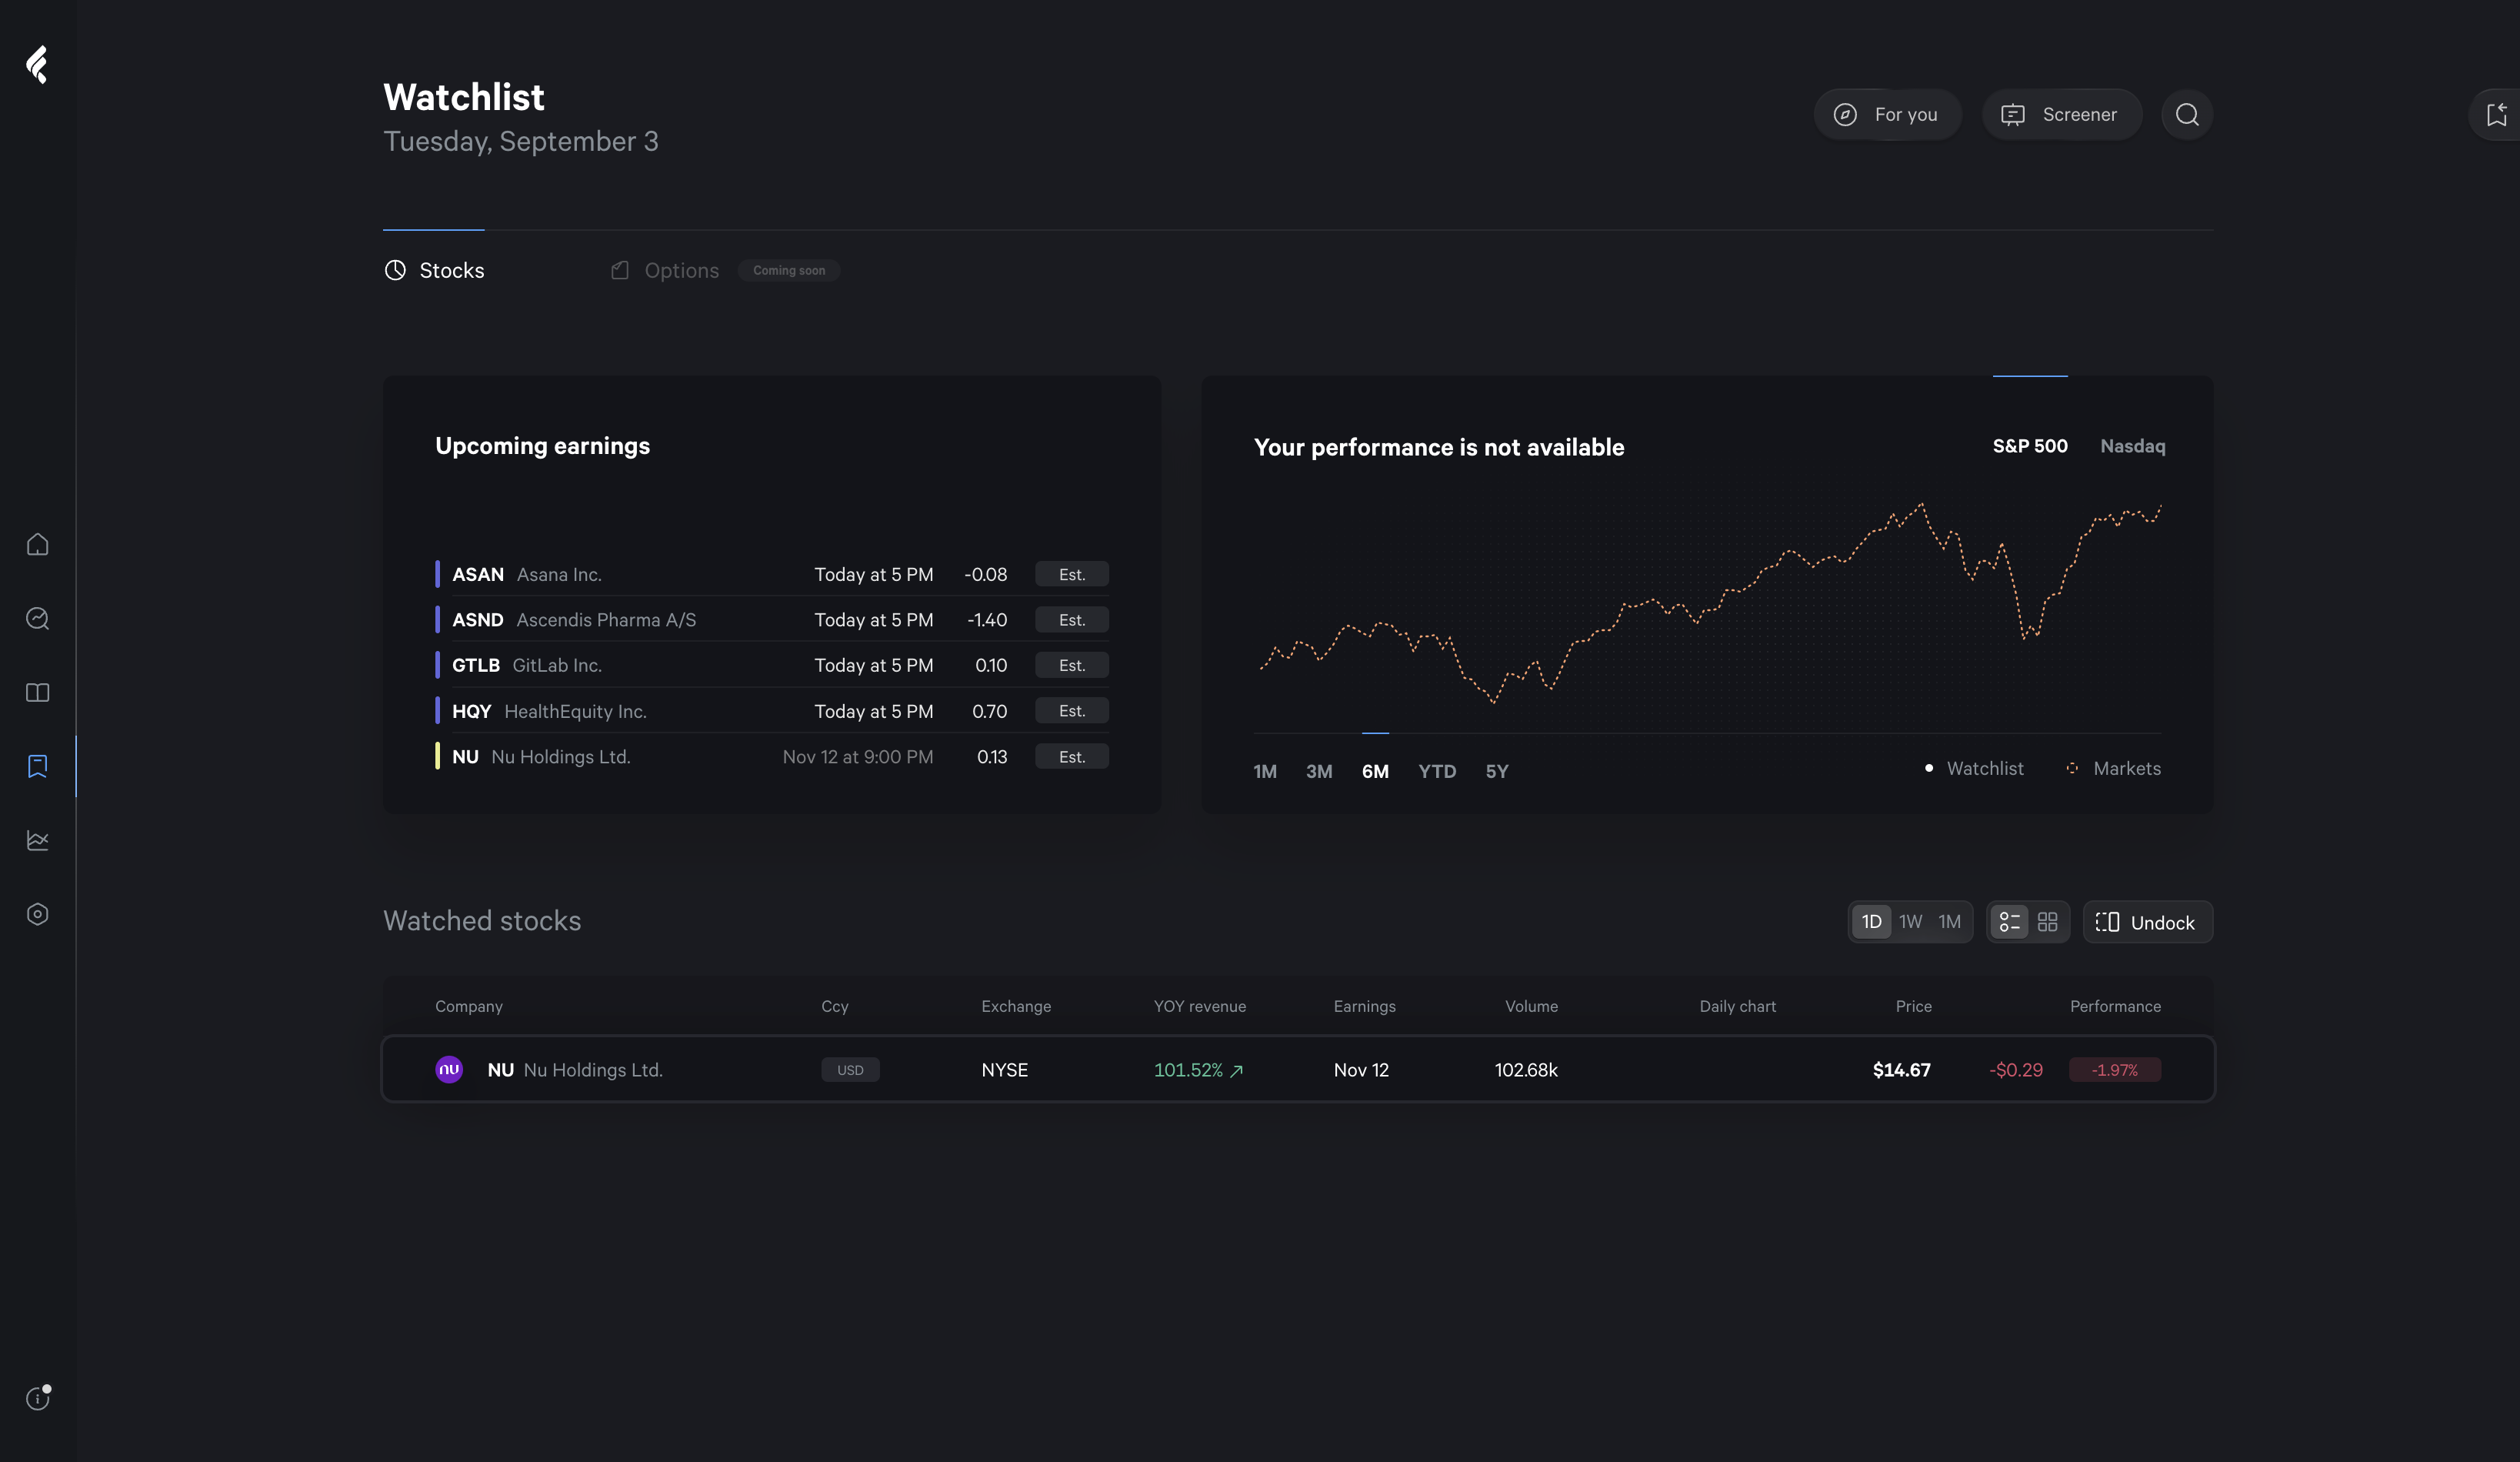 Watchlist
Tuesday, September 3
For you
Screener
Stocks
Options
Coming soon
Upcoming earnings
ASAN Asana Inc. Today at 5 PM -0.08 Est.
ASND Ascendis Pharma A/S Today at 5 PM -1.40 Est.
GTLB GitLab Inc. Today at 5 PM 0.10 Est.
HQY HealthEquity Inc. Today at 5 PM 0.70 Est.
NU Nu Holdings Ltd. Nov 12 at 9:00 PM 0.13 Est.
Your performance is not available
S&P 500 Nasdaq
1M 3M 6M YTD 5Y
Watchlist Markets
Watched stocks
1D 1W 1M
Undock
Company Ccy Exchange YOY revenue Earnings Volume Daily chart Price Performance
nu NU Nu Holdings Ltd. USD NYSE 101.52% Nov 12 102.68k $14.67 -$0.29 -1.97%